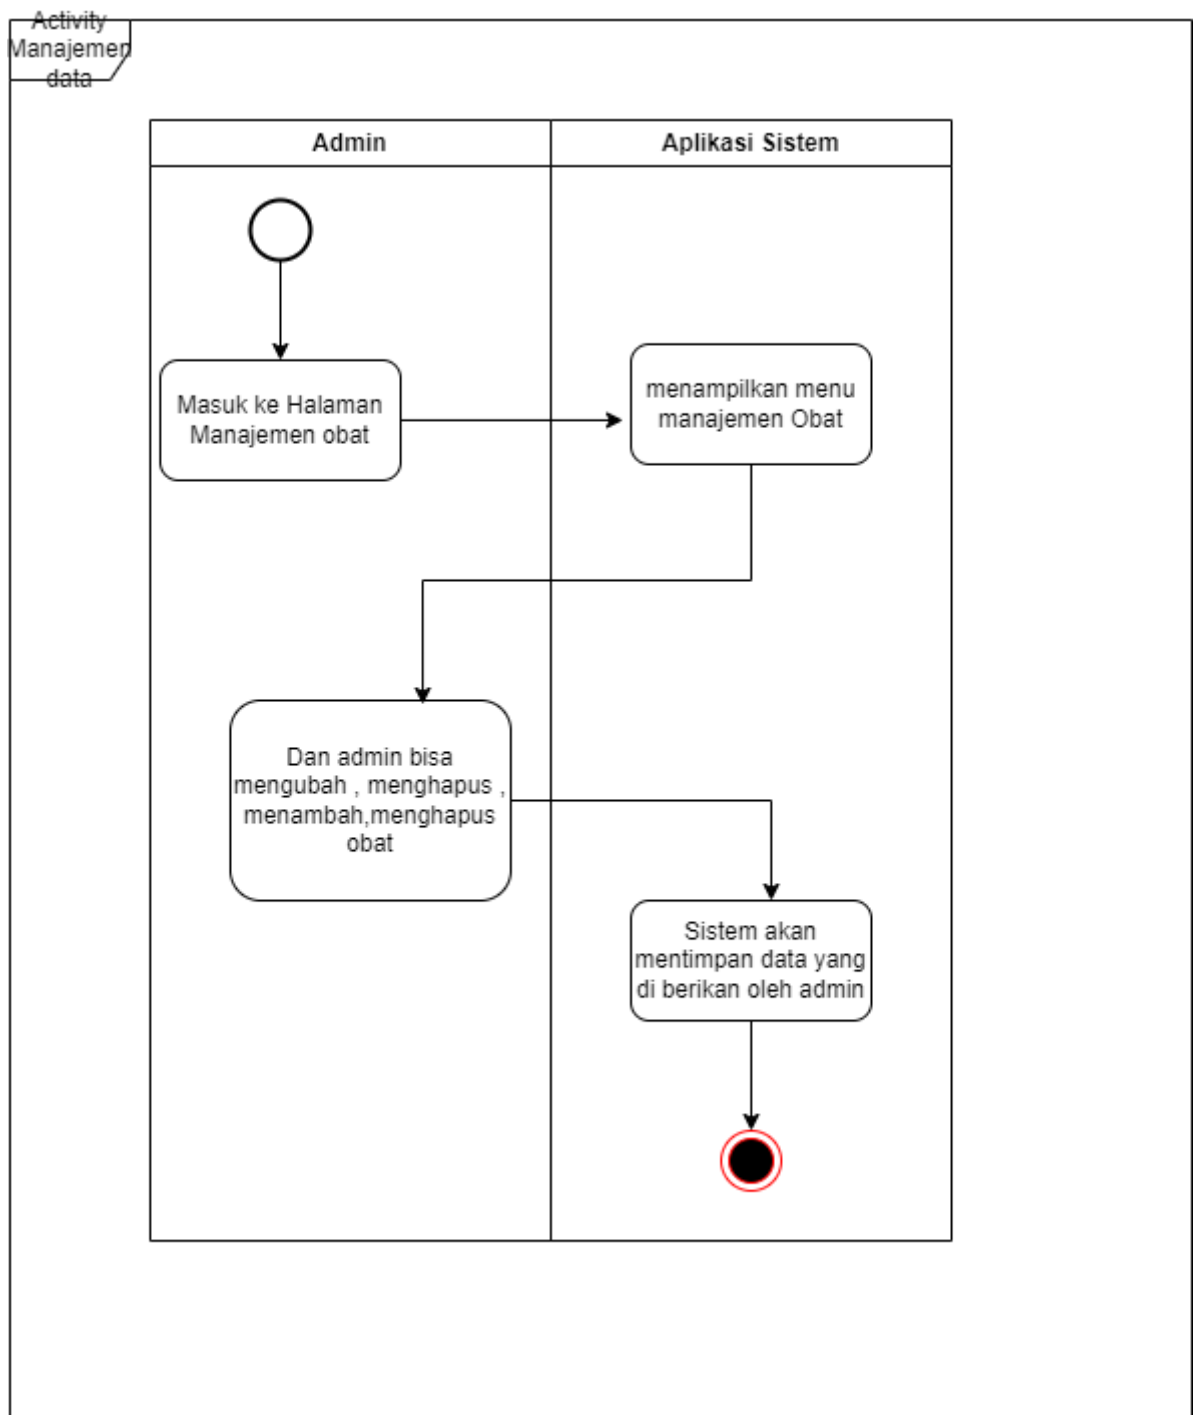 Activity
Manajemen
data
Admin
Aplikasi Sistem
Masuk ke Halaman
Manajemen obat
menampilkan menu
manajemen Obat
Dan admin bisa
mengubah , menghapus ,
menambah,menghapus
obat
Sistem akan
mentimpan data yang
di berikan oleh admin